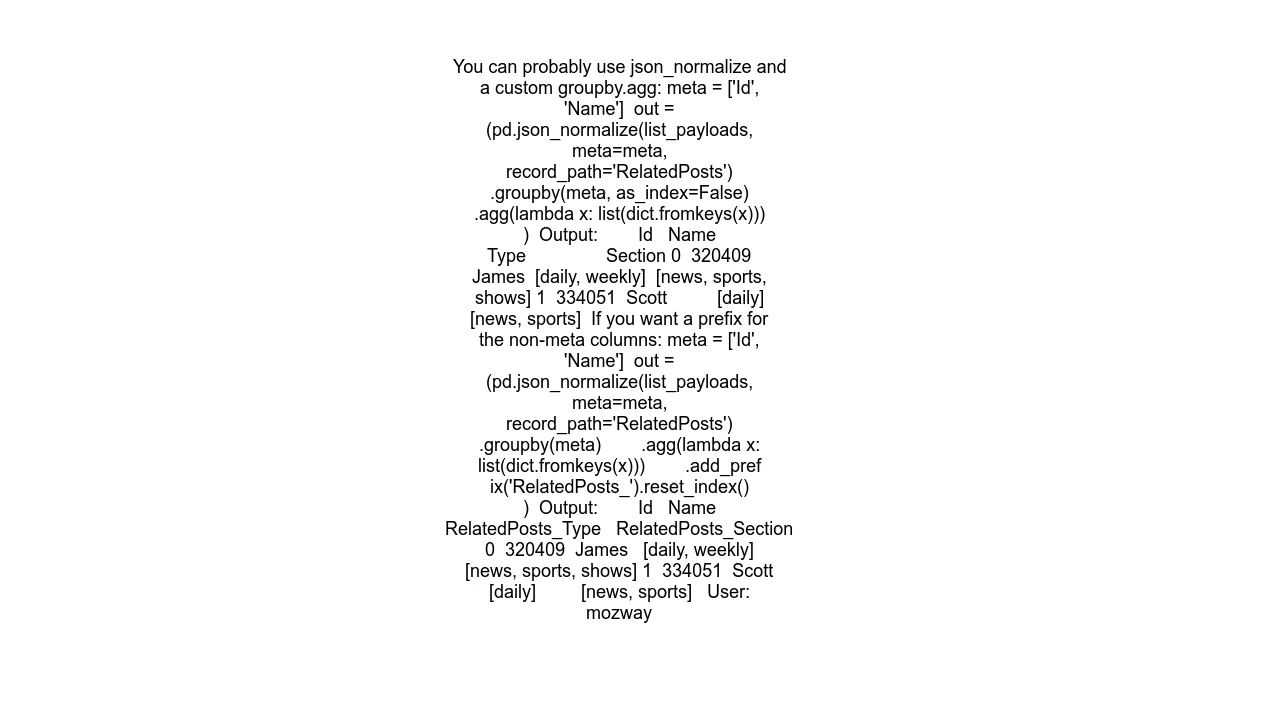 You can probably use json_normalize and
a custom groupby.agg: meta = ['Id',
'Name']  out =
(pd.json_normalize(list_payloads,
meta=meta,
record_path='RelatedPosts')
.groupby(meta, as_index=False)
.agg(lambda x: list(dict.fromkeys(x)))
)  Output:        Id   Name
Type                Section 0  320409
James  [daily, weekly]  [news, sports,
shows] 1  334051  Scott          [daily]
[news, sports]  If you want a prefix for
the non-meta columns: meta = ['Id',
'Name']  out =
(pd.json_normalize(list_payloads,
meta=meta,
record_path='RelatedPosts')
.groupby(meta)        .agg(lambda x:
list(dict.fromkeys(x)))        .add_pref
ix('RelatedPosts_').reset_index()
)  Output:        Id   Name
RelatedPosts_Type   RelatedPosts_Section
0  320409  James   [daily, weekly]
[news, sports, shows] 1  334051  Scott
[daily]         [news, sports]   User:
mozway